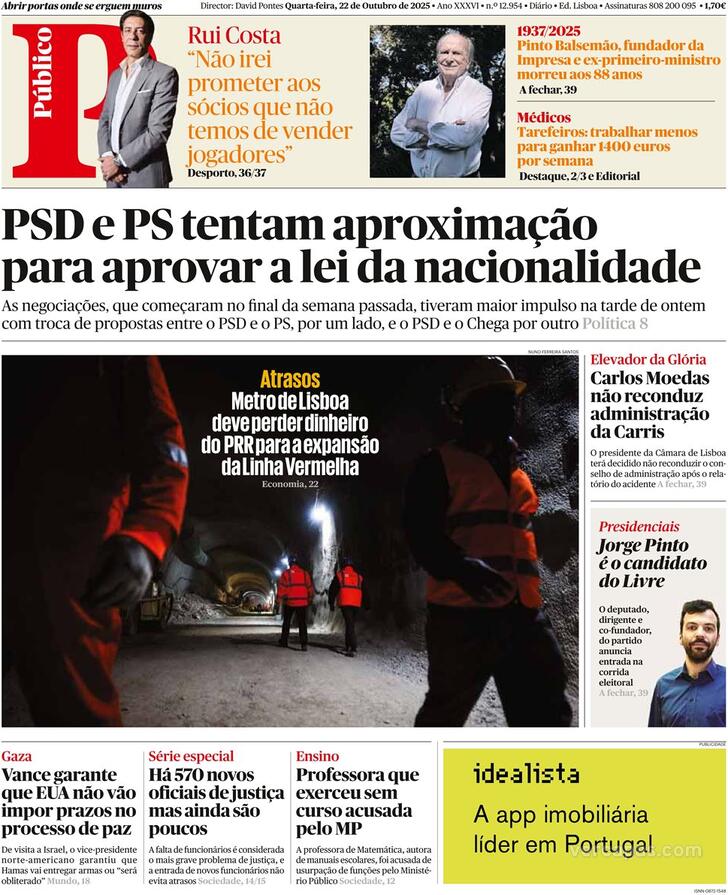 Abrir portas onde se erguem muros
Director: David Pontes Quarta-feira, 22 de Outubro de 2025 • Ano XXXVI • n.º 12.954 • Diário • Ed. Lisboa • Assinaturas 808 200 095 • 1,70€
Público
P
Rui Costa
“Não irei
prometer aos
sócios que não
temos de vender
jogadores”
Desporto, 36/37
1937/2025
Pinto Balsemão, fundador da
Impresa e ex-primeiro-ministro
morreu aos 88 anos
A fechar, 39
Médicos
Tarefeiros: trabalhar menos
para ganhar 1400 euros
por semana
Destaque, 2/3 e Editorial
PSD e PS tentam aproximação
para aprovar a lei da nacionalidade
As negociações, que começaram no final da semana passada, tiveram maior impulso na tarde de ontem
com troca de propostas entre o PSD e o PS, por um lado, e o PSD e o Chega por outro Política 8
NUNO FERREIRA SANTOS
Atrasos
Metro de Lisboa
deve perder dinheiro
do PRR para a expansão
da Linha Vermelha
Economia, 22
Elevador da Glória
Carlos Moedas
não reconduz
administração
da Carris
O presidente da Câmara de Lisboa
terá decidido não reconduzir o con-
selho de administração após o rela-
tório do acidente A fechar, 39
Presidenciais
Jorge Pinto
é o candidato
do Livre
O deputado,
dirigente e
co-fundador,
do partido
anuncia
entrada na
corrida
eleitoral
A fechar, 39
Gaza
Vance garante
que EUA não vão
impor prazos no
processo de paz
De visita a Israel, o vice-presidente
norte-americano garantiu que
Hamas vai entregar armas ou “será
obliterado” Mundo, 18
Série especial
Há 570 novos
oficiais de justiça
mas ainda são
poucos
A falta de funcionários é considerada
o mais grave problema de justiça, e
a entrada de novos funcionários não
evita atrasos Sociedade, 14/15
Ensino
Professora que
exerceu sem
curso acusada
pelo MP
A professora de Matemática, autora
de manuais escolares, foi acusada de
usurpação de funções pelo Ministé-
rio Público Sociedade, 12
PUBLICIDADE
idealista
A app imobiliária
líder em Portugal
vercapas.com
ISNN-0872-1548